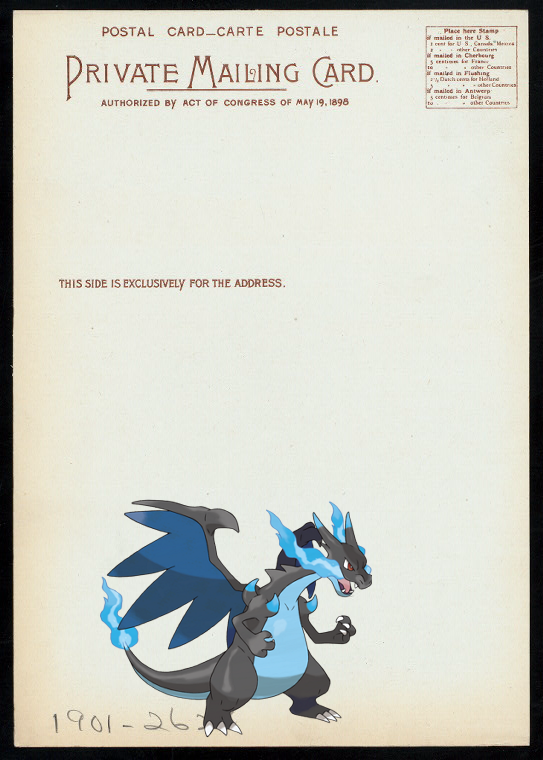 POSTAL CARD—CARTE POSTALE
PRIVATE MAILING CARD.
AUTHORIZED BY ACT OF CONGRESS OF MAY 19, 1898
Place here Stamp
if mailed in the U S.
1 cent for U S, Canada Mexico
2 " " other Countries
if mailed in Cherbourg
5 centimes for France
10 " " other Countries
if mailed in Flushing
2½ Dutch cents for Holland
5 " " other Countries
if mailed in Antwerp
5 centimes for Belgium
10 " " other Countries
THIS SIDE IS EXCLUSIVELY FOR THE ADDRESS.
1901-26